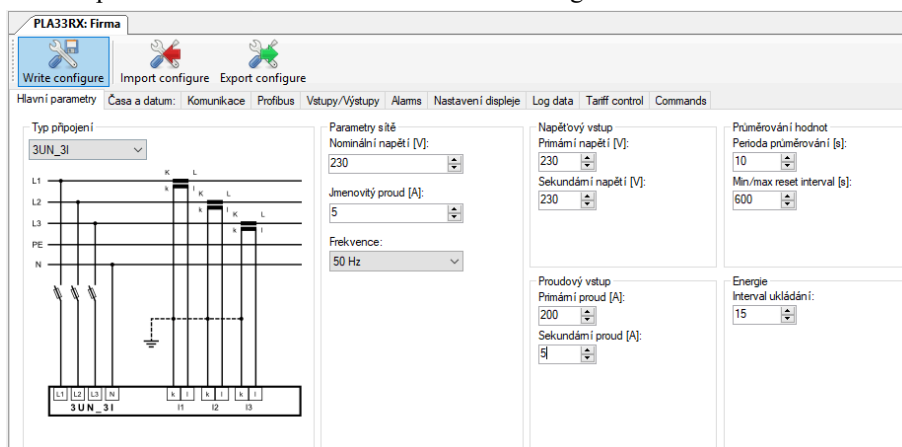 PLA33RX: Firma
Write configure Import configure Export configure
Hlavní parametry Časa a datum: Komunikace Profibus Vstupy/Výstupy Alarms Nastavení displeje Log data Tariff control Commands
Typ připojení
3UN_3I
K L
k l
K L
k l
K L
k l
L1
L2
L3
PE
N
L1 L2 L3 N k l k l k l
3UN_3I I1 I2 I3
Parametry sítě
Nominální napětí [V]:
230
Jmenovitý proud [A]:
5
Frekvence:
50 Hz
Napěťový vstup
Primární napětí [V]:
230
Sekundární napětí [V]:
230
Proudový vstup
Primární proud [A]:
200
Sekundární proud [A]:
5
Průměrování hodnot
Perioda průměrování [s]:
10
Min/max reset interval [s]:
600
Energie
Interval ukládání:
15